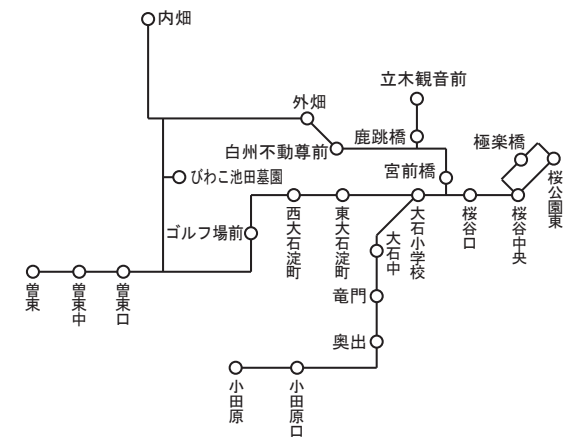 内畑
立木観音前
外畑
鹿跳橋
極楽橋
白州不動尊前
宮前橋
桜公園東
びわこ池田墓園
ゴルフ場前
西大石淀町
東大石淀町
大石小学校
桜谷口
桜谷中央
大石中
曽東
曽東中
曽東口
竜門
奥出
小田原
小田原口